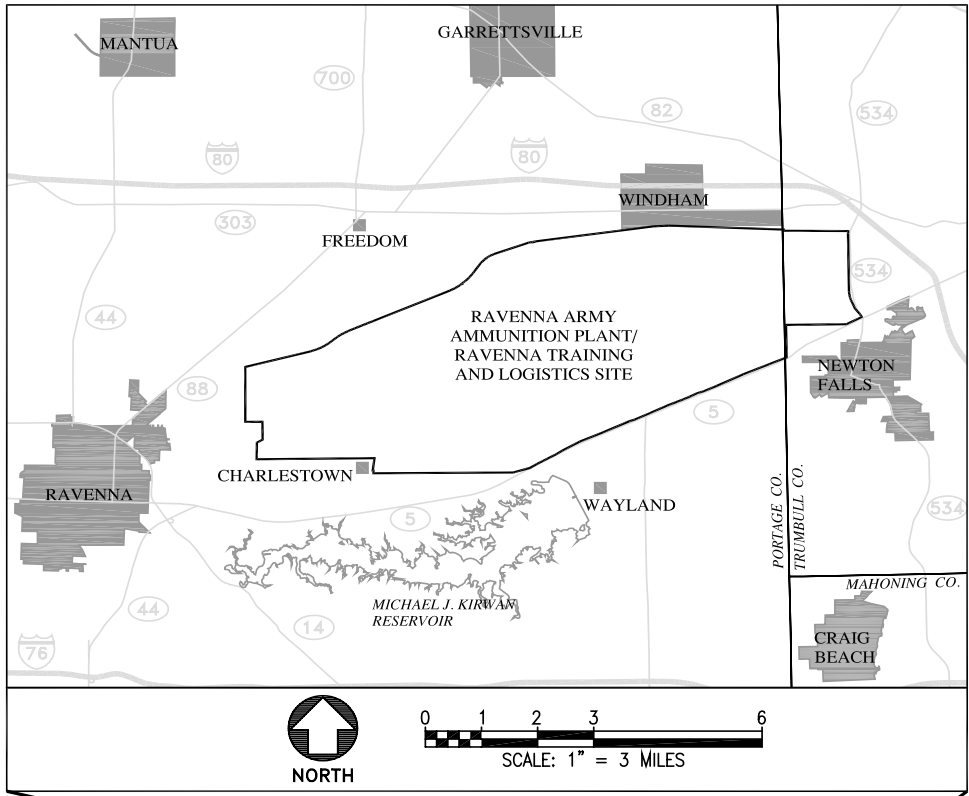 MANTUA
GARRETTSVILLE
700
82
534
80
80
WINDHAM
303
FREEDOM
534
44
RAVENNA ARMY
AMMUNITION PLANT/
RAVENNA TRAINING
AND LOGISTICS SITE
NEWTON
FALLS
88
5
CHARLESTOWN
RAVENNA
WAYLAND
5
534
PORTAGE CO.
TRUMBULL CO.
MAHONING CO.
44
MICHAEL J. KIRWAN
RESERVOIR
14
76
CRAIG
BEACH
0 1 2 3 6
SCALE: 1" = 3 MILES
NORTH